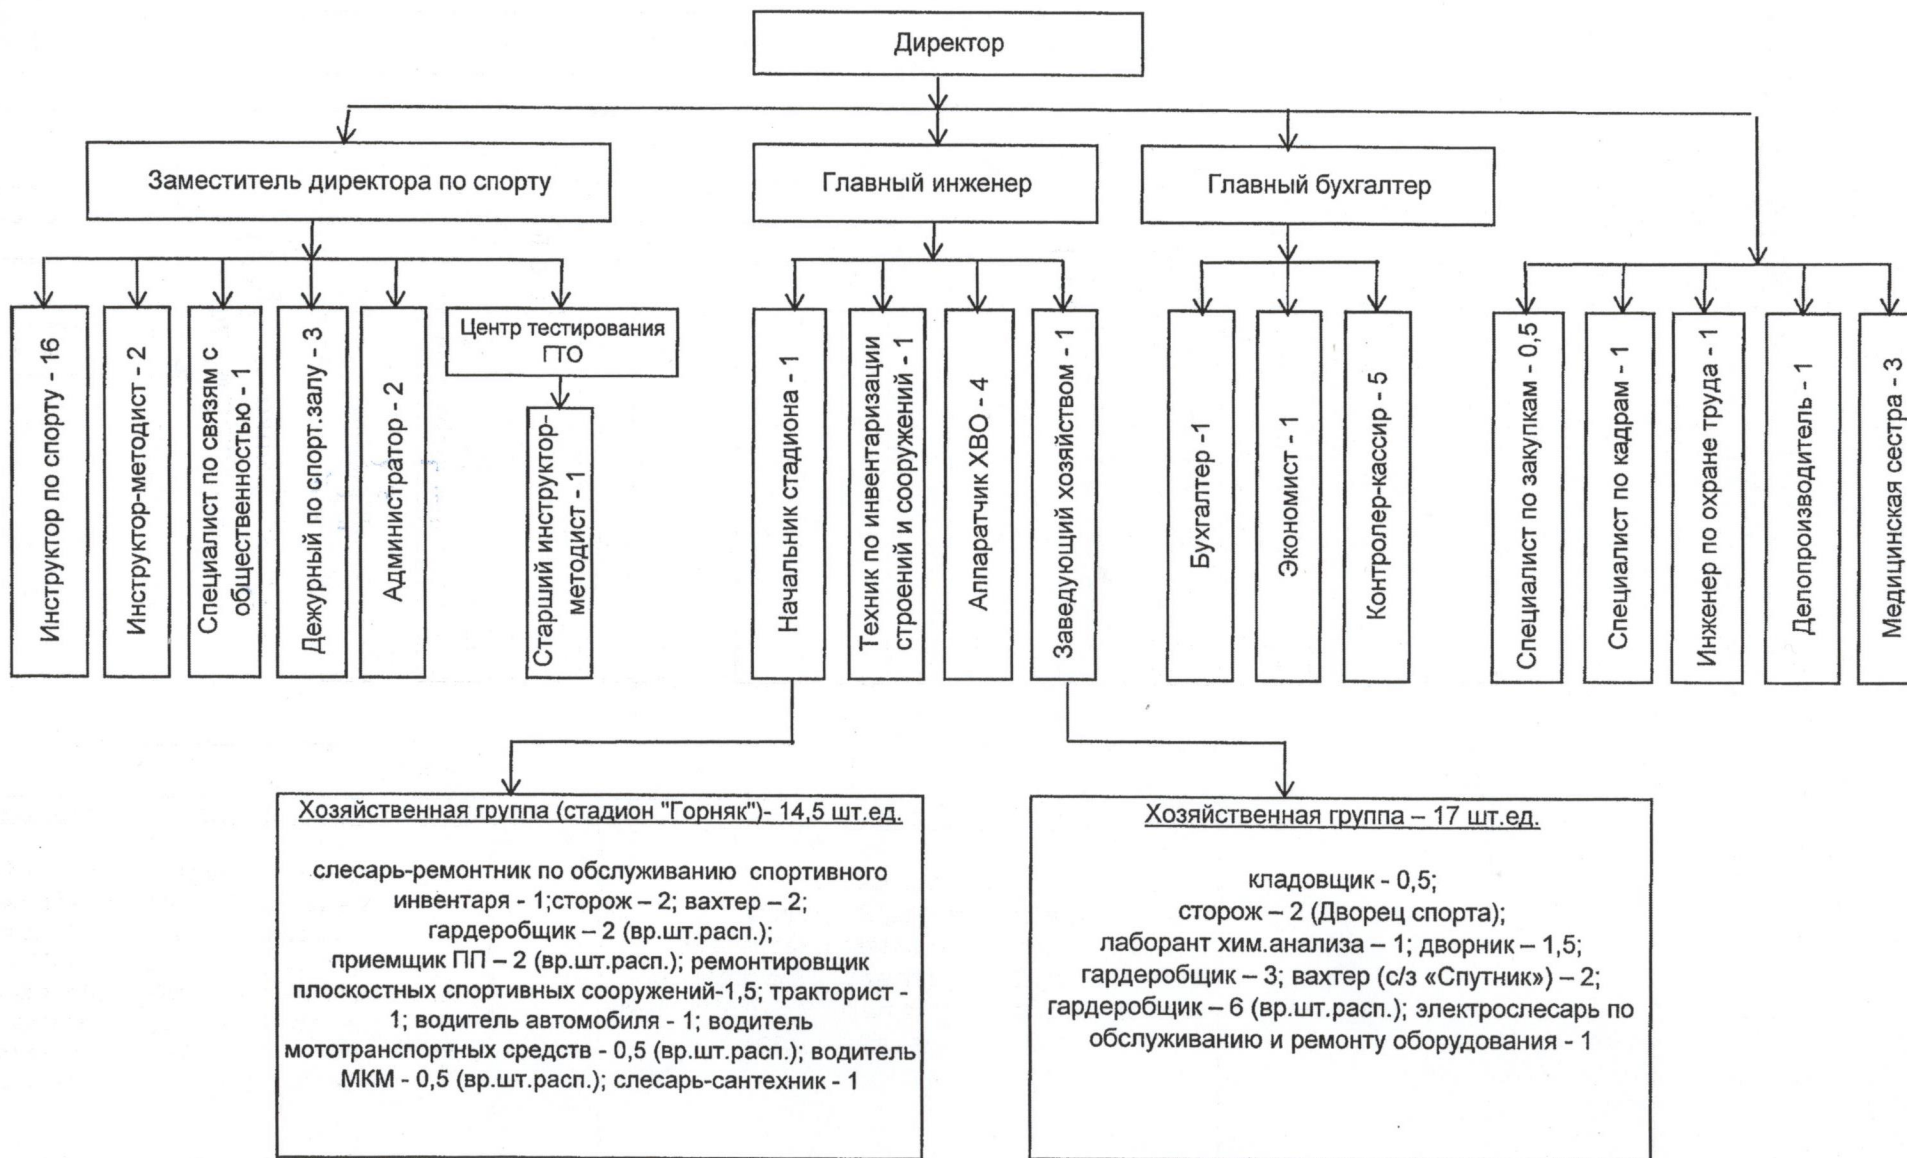 Директор
Заместитель директора по спорту
Главный инженер
Главный бухгалтер
Инструктор по спорту - 16
Инструктор-методист - 2
Специалист по связям с
общественностью - 1
Дежурный по спорт.залу - 3
Администратор - 2
Центр тестирования
ГТО
Старший инструктор-
методист - 1
Начальник стадиона - 1
Техник по инвентаризации
строений и сооружений - 1
Аппаратчик ХВО - 4
Заведующий хозяйством - 1
Бухгалтер -1
Экономист - 1
Контролер-кассир - 5
Специалист по закупкам - 0,5
Специалист по кадрам - 1
Инженер по охране труда - 1
Делопроизводитель - 1
Медицинская сестра - 3
Хозяйственная группа (стадион "Горняк")- 14,5 шт.ед.
слесарь-ремонтник по обслуживанию спортивного
инвентаря - 1;сторож – 2; вахтер – 2;
гардеробщик – 2 (вр.шт.расп.);
приемщик ПП – 2 (вр.шт.расп.); ремонтировщик
плоскостных спортивных сооружений-1,5; тракторист -
1; водитель автомобиля - 1; водитель
мототранспортных средств - 0,5 (вр.шт.расп.); водитель
МКМ - 0,5 (вр.шт.расп.); слесарь-сантехник - 1
Хозяйственная группа – 17 шт.ед.
кладовщик - 0,5;
сторож – 2 (Дворец спорта);
лаборант хим.анализа – 1; дворник – 1,5;
гардеробщик – 3; вахтер (с/з «Спутник») – 2;
гардеробщик – 6 (вр.шт.расп.); электрослесарь по
обслуживанию и ремонту оборудования - 1